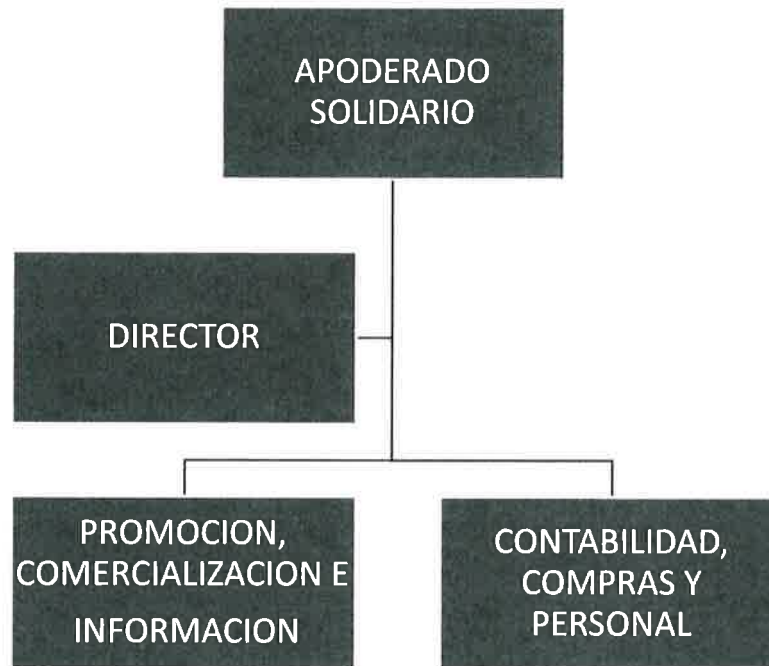 APODERADO
SOLIDARIO
DIRECTOR
PROMOCION,
COMERCIALIZACION E
INFORMACION
CONTABILIDAD,
COMPRAS Y
PERSONAL